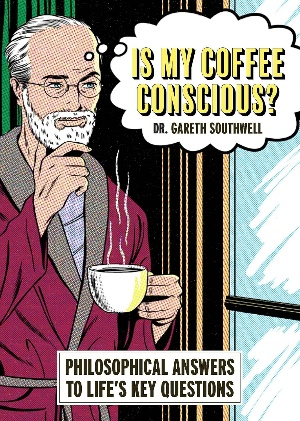 IS MY COFFEE
CONSCIOUS?
DR. GARETH SOUTHWELL
PHILOSOPHICAL ANSWERS
TO LIFE'S KEY QUESTIONS